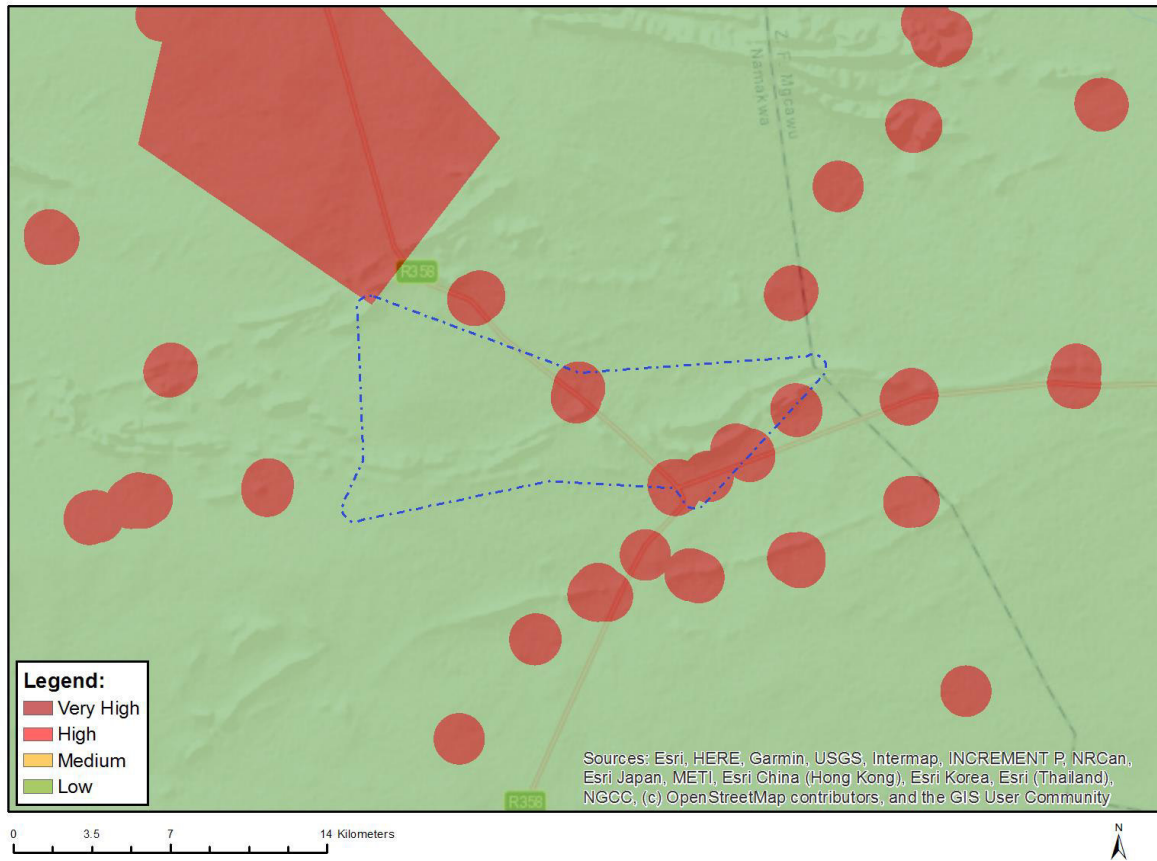 Z F Mgcawu
Namakwa
R358
Legend:
Very High
High
Medium
Low
Sources: Esri, HERE, Garmin, USGS, Intermap, INCREMENT P, NRCan,
Esri Japan, METI, Esri China (Hong Kong), Esri Korea, Esri (Thailand),
NGCC, (c) OpenStreetMap contributors, and the GIS User Community
R358
0 3.5 7 14 Kilometers
N